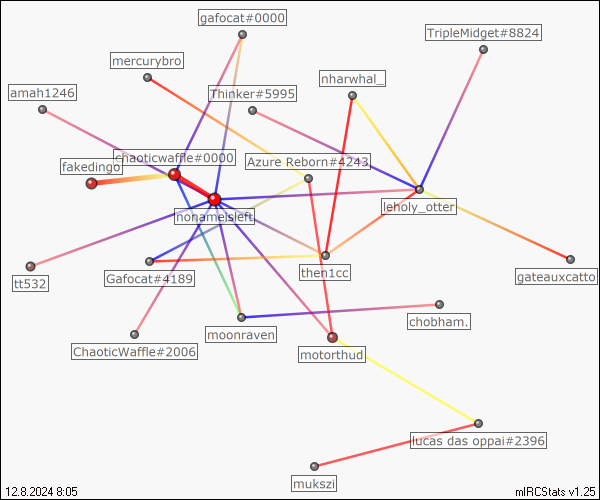 gafocat#0000
TripleMidget#8824
mercurybro
nharwhal_
amah1246
Thinker#5995
chaoticwaffle#0000
Azure Reborn#4243
fakedingo
leholy_otter
nonameisleft
then1cc
gateauxcatto
tt532
Gafocat#4189
chobham.
moonraven
ChaoticWaffle#2006
motorthud
lucas das oppai#2396
mukszi
12.8.2024 8:05
mIRCStats v1.25